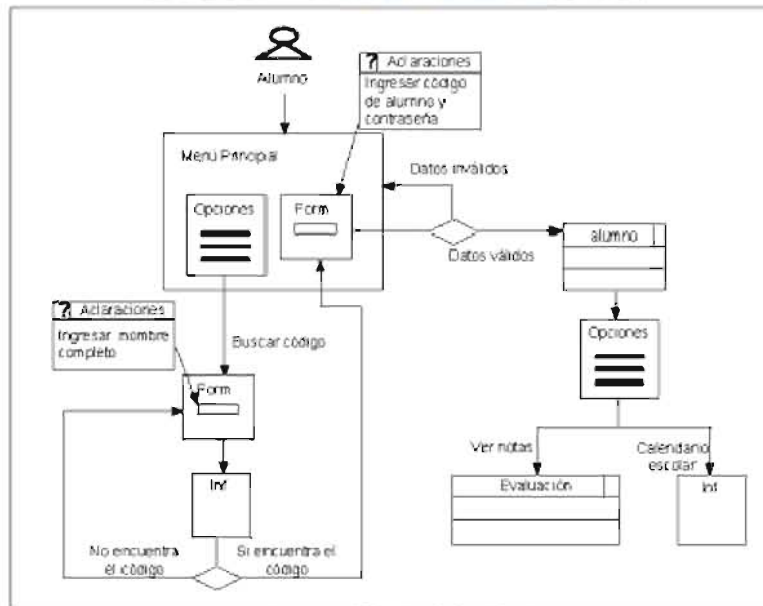 Alumno
? Aclaraciones
Ingresar código
de alumno y
contraseña
Menú Principal
Opciones
Form
Datos inválidos
Datos válidos
alumno
Opciones
? Aclaraciones
Ingresar nombre
completo
Buscar código
Form
Inf
No encuentra
el código
Si encuentra el
código
Ver notas
Calendario
escolar
Evaluación
Inf